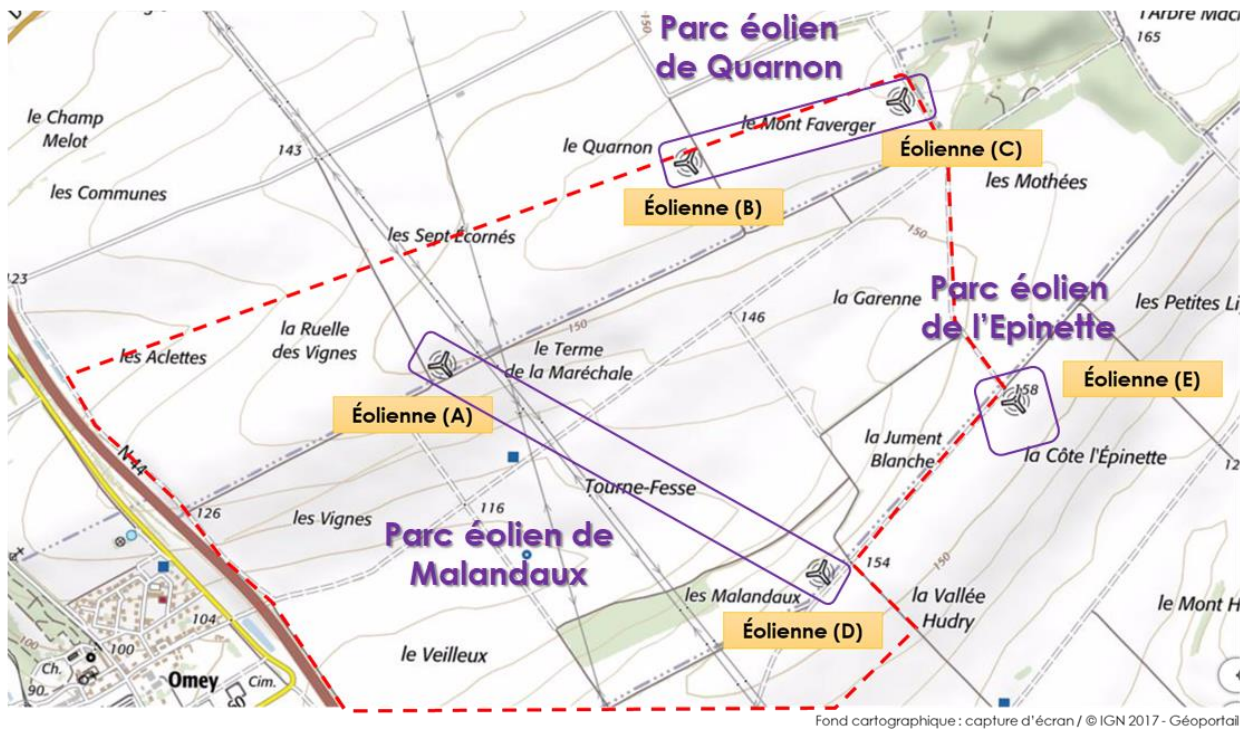 Parc éolien
de Quarnon
165
le Champ
Melot
143
le Quarnon
le Mont Faverger
Éolienne (C)
les Communes
les Mothées
Éolienne (B)
les Sept Écornés
150
123
la Garenne
Parc éolien
de l’Epinette
les Petites
la Ruelle
des Vignes
150
146
les Aclettes
le Terme
de la Maréchale
158
Éolienne (E)
Éolienne (A)
la Jument
Blanche
la Côte l'Épinette
N 44
Tourne-Fesse
126
les Vignes
116
Parc éolien de
Malandaux
154
150
les Malandaux
la Vallée
Hudry
le Mont
104
Éolienne (D)
100
le Veilleux
Ch.
90
Omey
Cim.
Fond cartographique : capture d’écran / © IGN 2017 - Géoportail